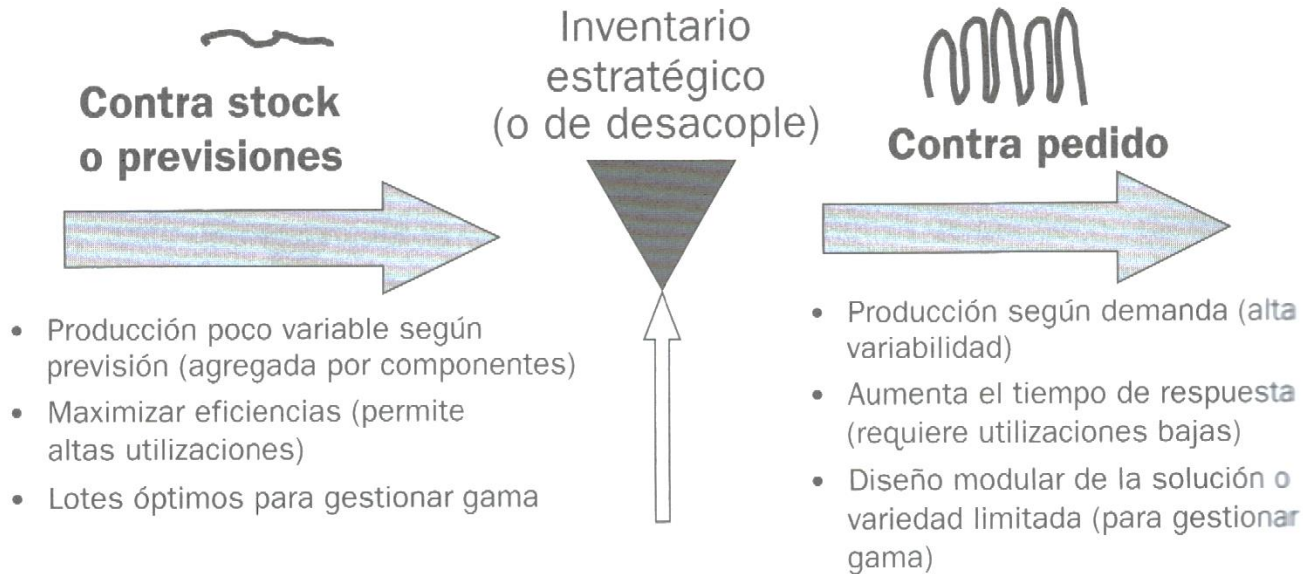 Contra stock
o previsiones
• Producción poco variable según
previsión (agregada por componentes)
• Maximizar eficiencias (permite
altas utilizaciones)
• Lotes óptimos para gestionar gama
Inventario
estratégico
(o de desacople)
Contra pedido
• Producción según demanda (alta
variabilidad)
• Aumenta el tiempo de respuesta
(requiere utilizaciones bajas)
• Diseño modular de la solución o
variedad limitada (para gestionar
gama)